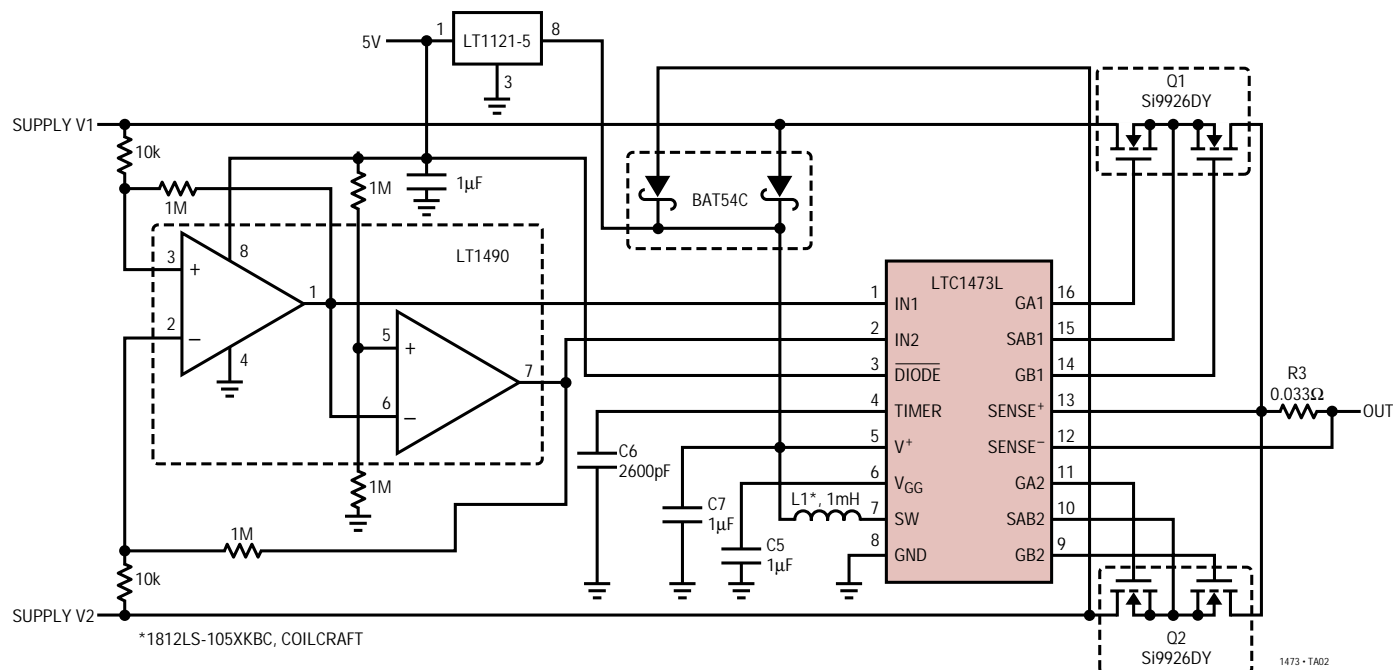 5V
1
LT1121-5
8
3
Q1
Si9926DY
SUPPLY V1
10k
1M
1M
1µF
BAT54C
LT1490
3
+
8
1
2
–
4
5
+
7
6
–
LTC1473L
1
IN1
GA1
16
2
IN2
SAB1
15
3
DIODE
GB1
14
4
TIMER
SENSE+
13
5
V+
SENSE–
12
6
VGG
GA2
11
7
SW
SAB2
10
8
GND
GB2
9
R3
0.033Ω
OUT
C6
2600pF
C7
1µF
L1*, 1mH
C5
1µF
1M
1M
10k
SUPPLY V2
*1812LS-105XKBC, COILCRAFT
Q2
Si9926DY
1473 • TA02